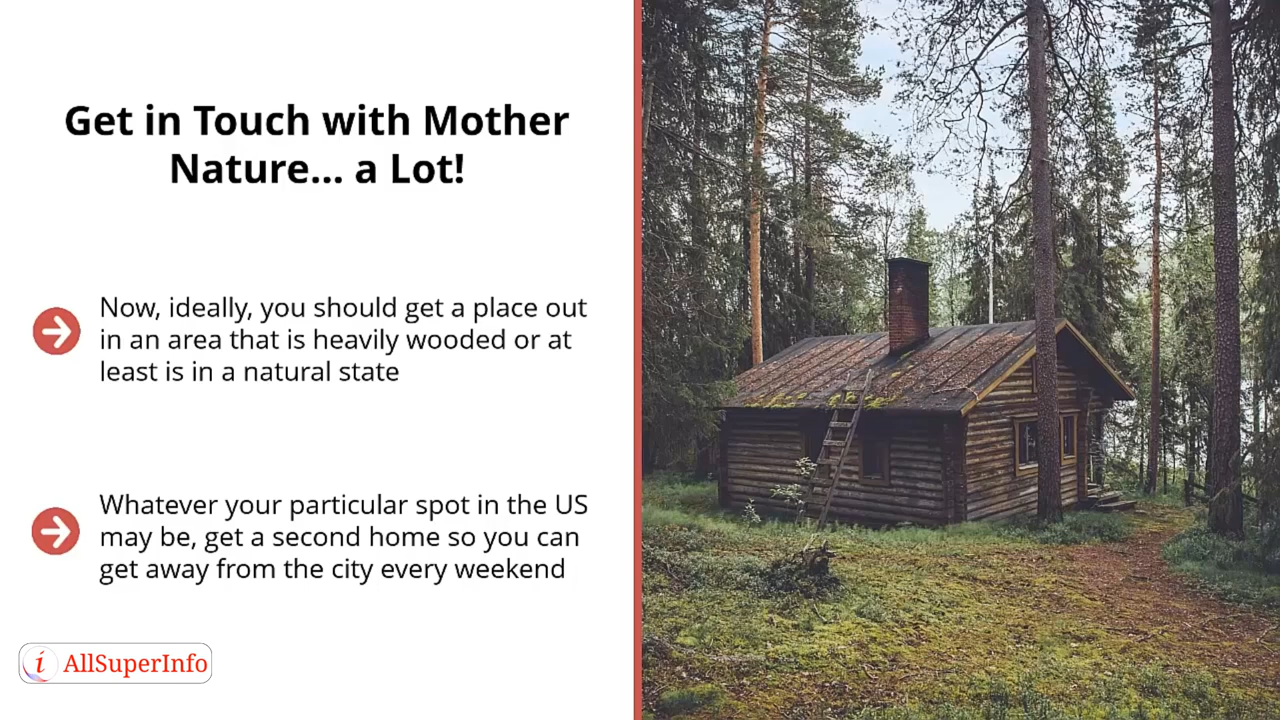 Get in Touch with Mother
Nature... a Lot!
Now, ideally, you should get a place out
in an area that is heavily wooded or at
least is in a natural state
Whatever your particular spot in the US
may be, get a second home so you can
get away from the city every weekend
i AllSuperInfo